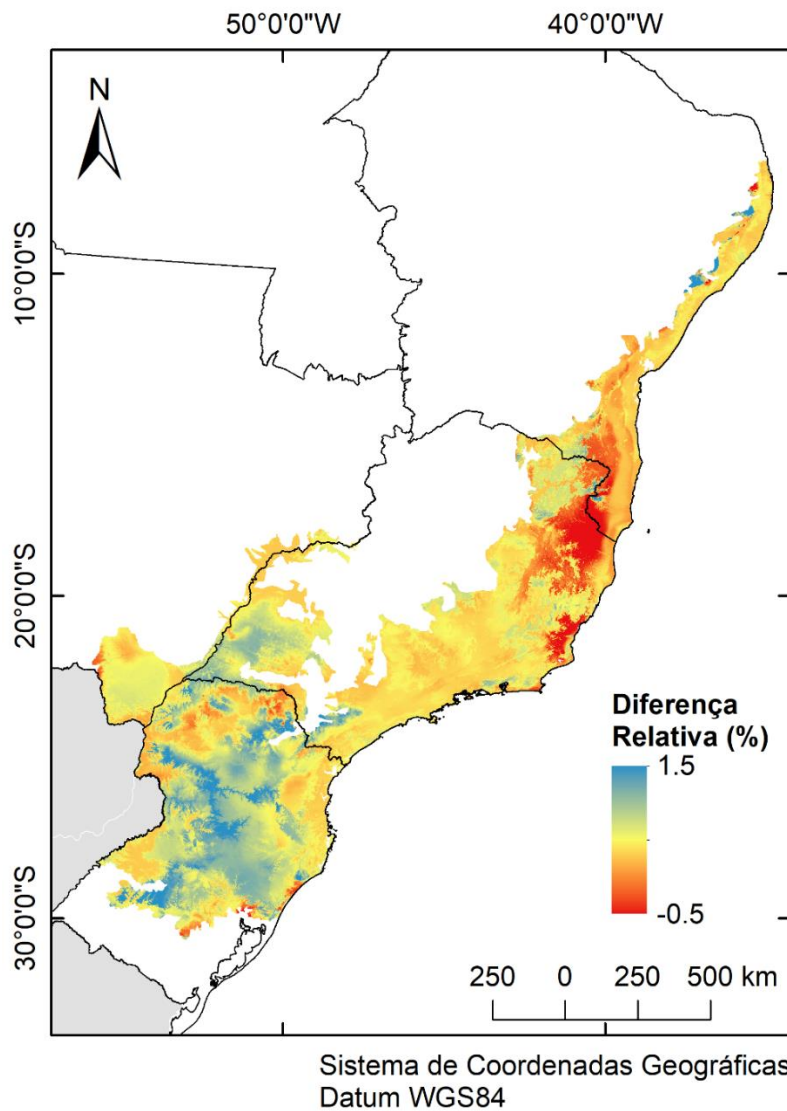 50°0'0"W 40°0'0"W
N
10°0'0"S
20°0'0"S
30°0'0"S
Diferença
Relativa (%)
1.5
-0.5
250 0 250 500 km
Sistema de Coordenadas Geográficas
Datum WGS84